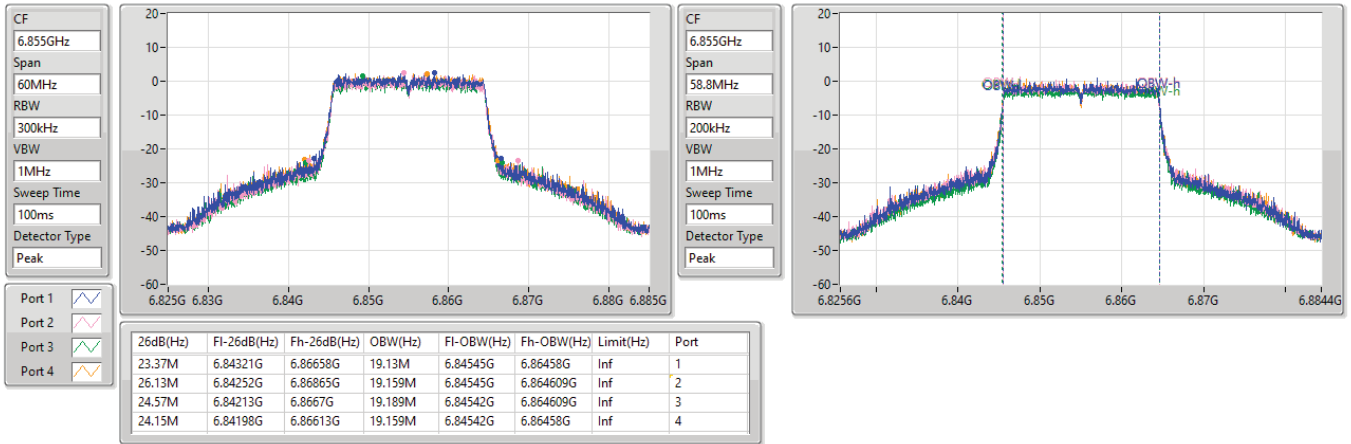 CF
6.855GHz
Span
60MHz
RBW
300kHz
VBW
1MHz
Sweep Time
100ms
Detector Type
Peak
20
10
0
-10
-20
-30
-40
-50
-60
6.825G 6.83G 6.84G 6.85G 6.86G 6.87G 6.88G 6.885G
CF
6.855GHz
Span
58.8MHz
RBW
200kHz
VBW
1MHz
Sweep Time
100ms
Detector Type
Peak
20
10
0
-10
-20
-30
-40
-50
-60
OBW-h
6.8256G 6.84G 6.85G 6.86G 6.87G 6.8844G
Port 1
Port 2
Port 3
Port 4
26dB(Hz) Fl-26dB(Hz) Fh-26dB(Hz) OBW(Hz) Fl-OBW(Hz) Fh-OBW(Hz) Limit(Hz) Port
23.37M 6.84321G 6.86658G 19.13M 6.84545G 6.86458G Inf 1
26.13M 6.84252G 6.86865G 19.159M 6.84545G 6.864609G Inf 2
24.57M 6.84213G 6.8667G 19.189M 6.84542G 6.864609G Inf 3
24.15M 6.84198G 6.86613G 19.159M 6.84542G 6.86458G Inf 4